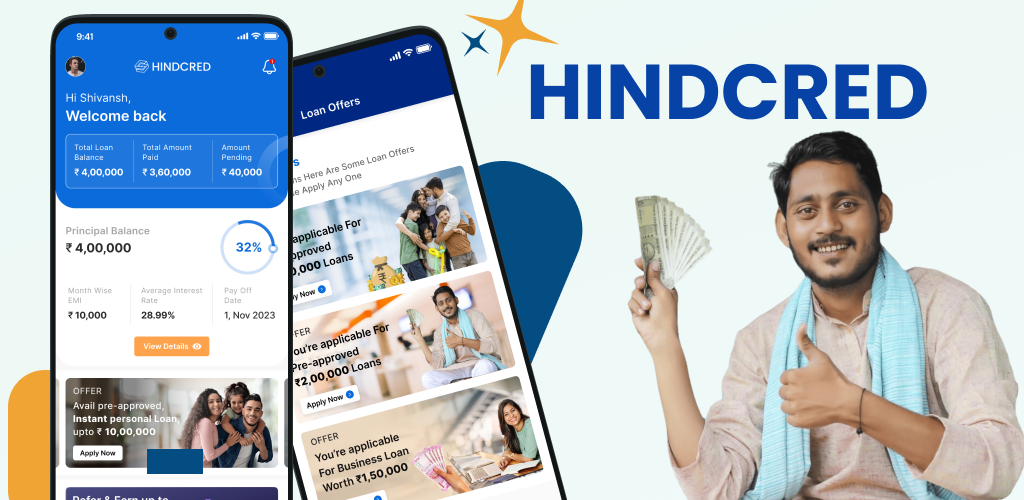 9:41
HINDCRED
Hi Shivansh,
Welcome back
Total Loan Balance
₹ 4,00,000
Total Amount Paid
₹ 3,60,000
Amount Pending
₹ 40,000
Principal Balance
₹ 4,00,000
32%
Month Wise EMI
₹ 10,000
Average Interest Rate
28.99%
Pay Off Date
1, Nov 2023
View Details
OFFER
Avail pre-approved,
Instant personal Loan
upto ₹ 10,00,000
Apply Now
Refer & Earn up to
Loan Offers
Here Are Some Loan Offers
Apply Any One
applicable For
0,000 Loans
Now
You're applicable For
Pre-approved
₹2,00,000 Loans
Apply Now
OFFER
You're applicable
For Business Loan
Worth ₹1,50,000
HINDCRED